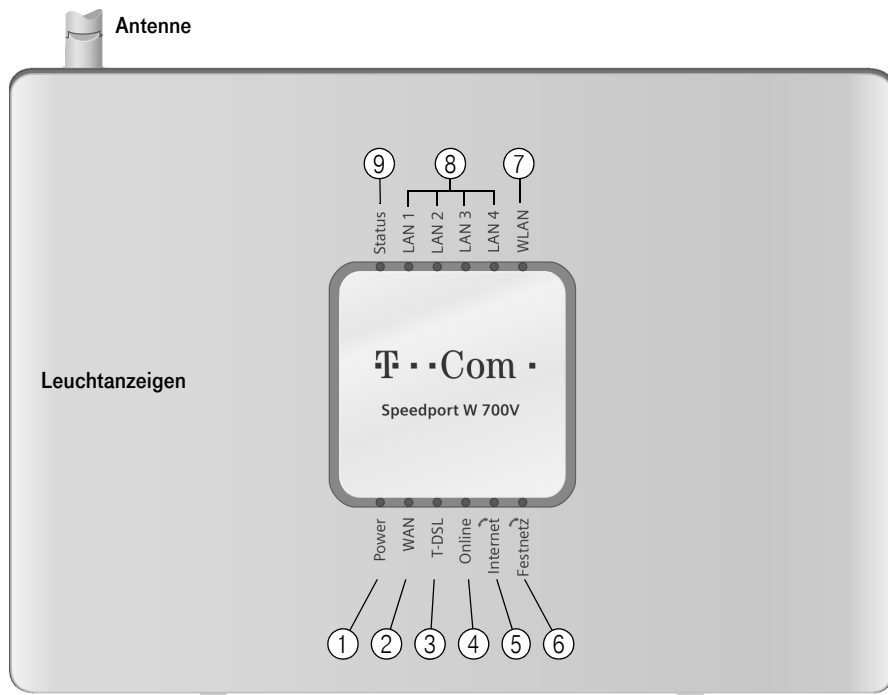 Antenne
9 8 7
Status LAN 1 LAN 2 LAN 3 LAN 4 WLAN
T··Com·
Leuchtanzeigen
Speedport W 700V
Power WAN T-DSL Online Internet Festnetz
1 2 3 4 5 6